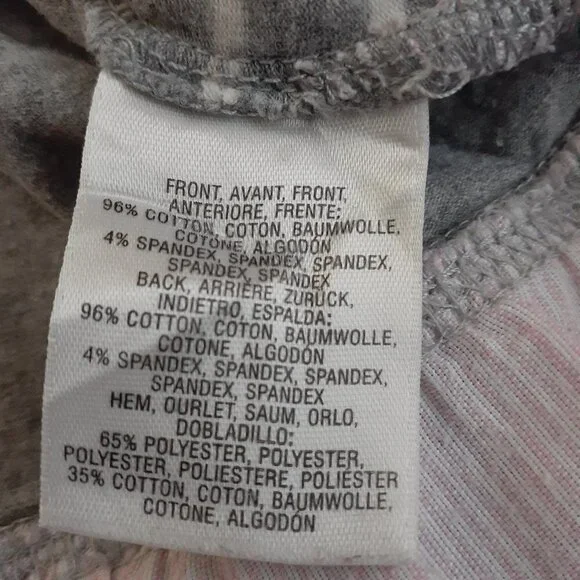 FRONT, AVANT, FRONT,
ANTERIORE, FRENTE:
96% COTTON, COTON, BAUMWOLLE,
COTONE, ALGODÓN
4% SPANDEX, SPANDEX, SPANDEX,
SPANDEX, SPANDEX
BACK, ARRIÈRE, ZURÜCK,
INDIETRO, ESPALDA:
96% COTTON, COTON, BAUMWOLLE,
COTONE, ALGODÓN
4% SPANDEX, SPANDEX, SPANDEX,
SPANDEX, SPANDEX
HEM, OURLET, SAUM, ORLO,
DOBLADILLO:
65% POLYESTER, POLYESTER,
POLYESTER, POLIESTERE, POLIÉSTER
35% COTTON, COTON, BAUMWOLLE,
COTONE, ALGODÓN